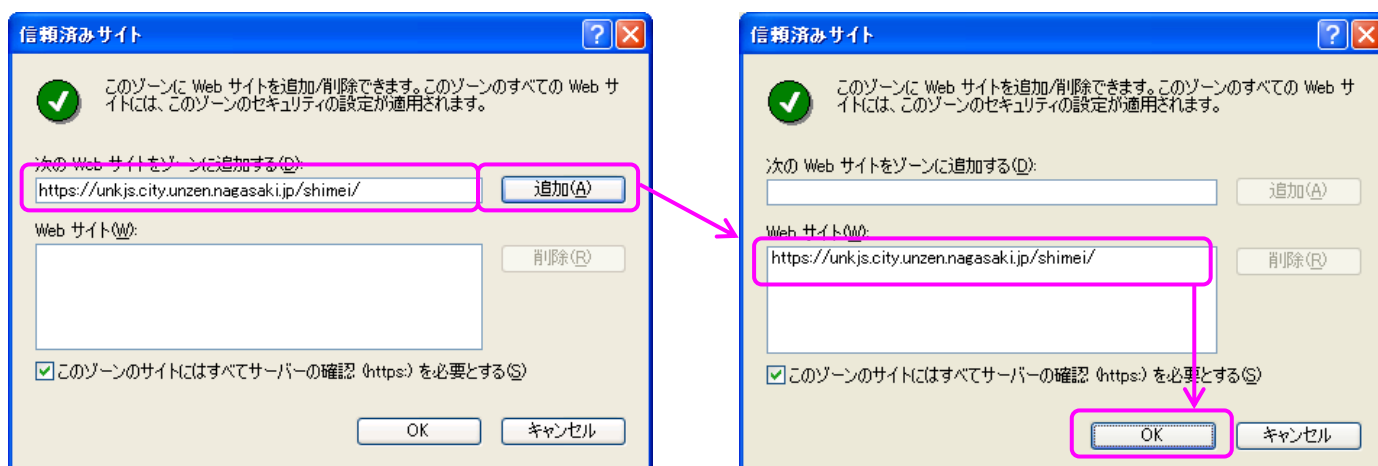 信頼済みサイト
このゾーンに Web サイトを追加/削除できます。このゾーンのすべての Web サ
イトには、このゾーンのセキュリティの設定が適用されます。
次の Web サイトをゾーンに追加する(D):
https://unkjs.city.unzen.nagasaki.jp/shimei/
追加(A)
Web サイト(W):
削除(R)
このゾーンのサイトにはすべてサーバーの確認 (https:) を必要とする(S)
OK
キャンセル
信頼済みサイト
このゾーンに Web サイトを追加/削除できます。このゾーンのすべての Web サ
イトには、このゾーンのセキュリティの設定が適用されます。
次の Web サイトをゾーンに追加する(D):
追加(A)
Web サイト(W):
https://unkjs.city.unzen.nagasaki.jp/shimei/
削除(R)
このゾーンのサイトにはすべてサーバーの確認 (https:) を必要とする(S)
OK
キャンセル